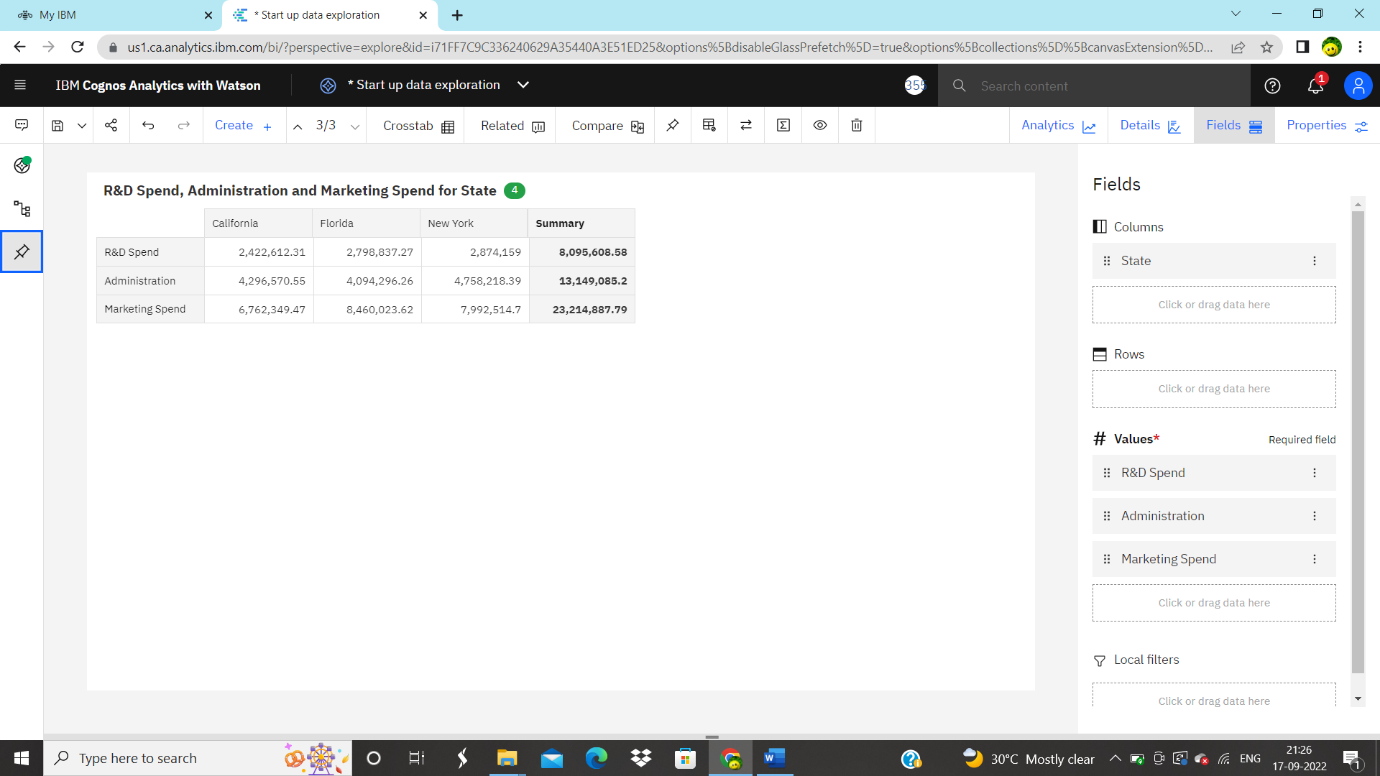 My IBM
* Start up data exploration
us1.ca.analytics.ibm.com/bi/?perspective=explore&id=i71FF7C9C336240629A35440A3E51ED25&options%5BdisableGlassPrefetch%5D=true&options%5Bcollections%5D%5BcanvasExtension%5D...
IBM Cognos Analytics with Watson
* Start up data exploration
355
Search content
1
Create
3/3
Crosstab
Related
Compare
Analytics
Details
Fields
Properties
R&D Spend, Administration and Marketing Spend for State 4
California Florida New York Summary
R&D Spend 2,422,612.31 2,798,837.27 2,874,159 8,095,608.58
Administration 4,296,570.55 4,094,296.26 4,758,218.39 13,149,085.2
Marketing Spend 6,762,349.47 8,460,023.62 7,992,514.7 23,214,887.79
Fields
Columns
State
Click or drag data here
Rows
Click or drag data here
# Values* Required field
R&D Spend
Administration
Marketing Spend
Click or drag data here
Local filters
Click or drag data here
Type here to search
30°C Mostly clear
ENG
21:26
17-09-2022
1